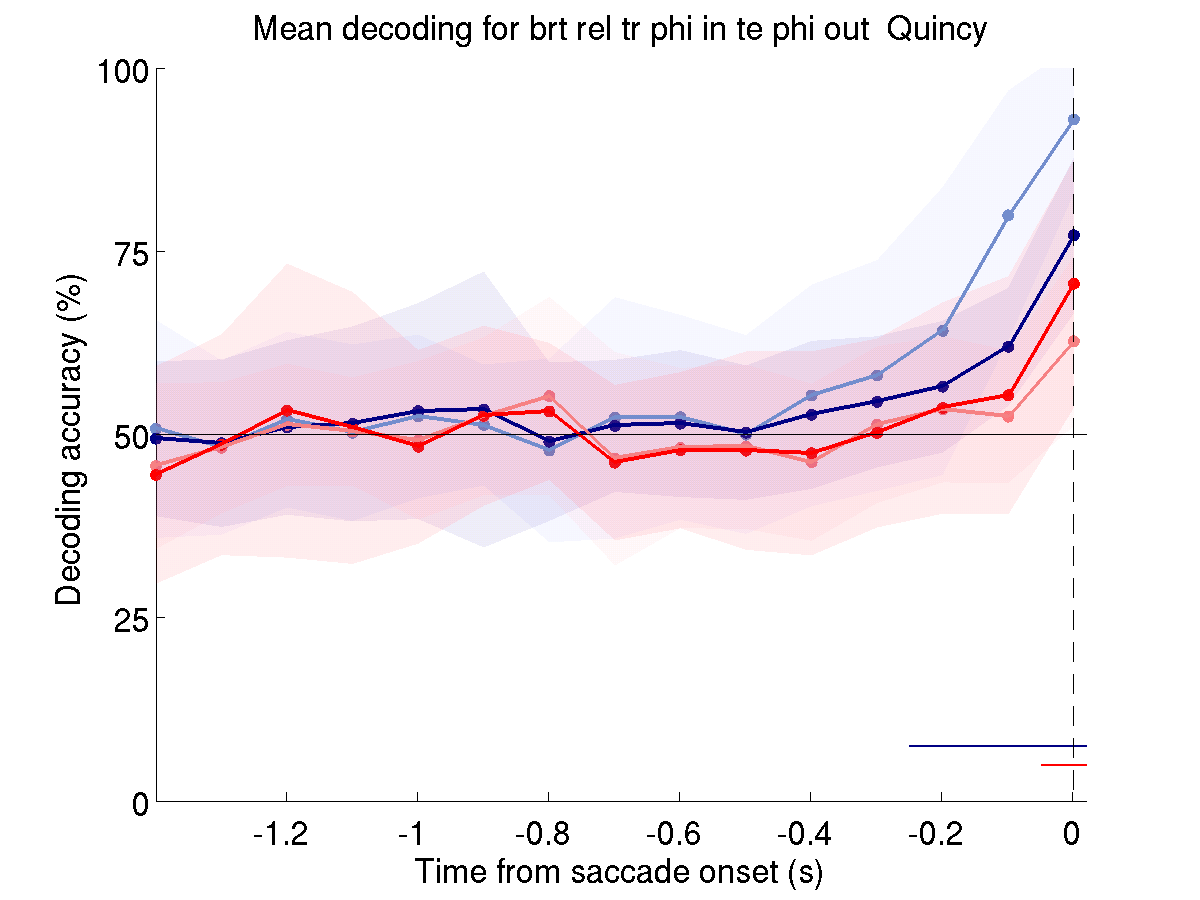 Mean decoding for brt rel tr phi in te phi out  Quincy
100
75
50
25
0
Decoding accuracy (%)
-1.2 -1 -0.8 -0.6 -0.4 -0.2 0
Time from saccade onset (s)